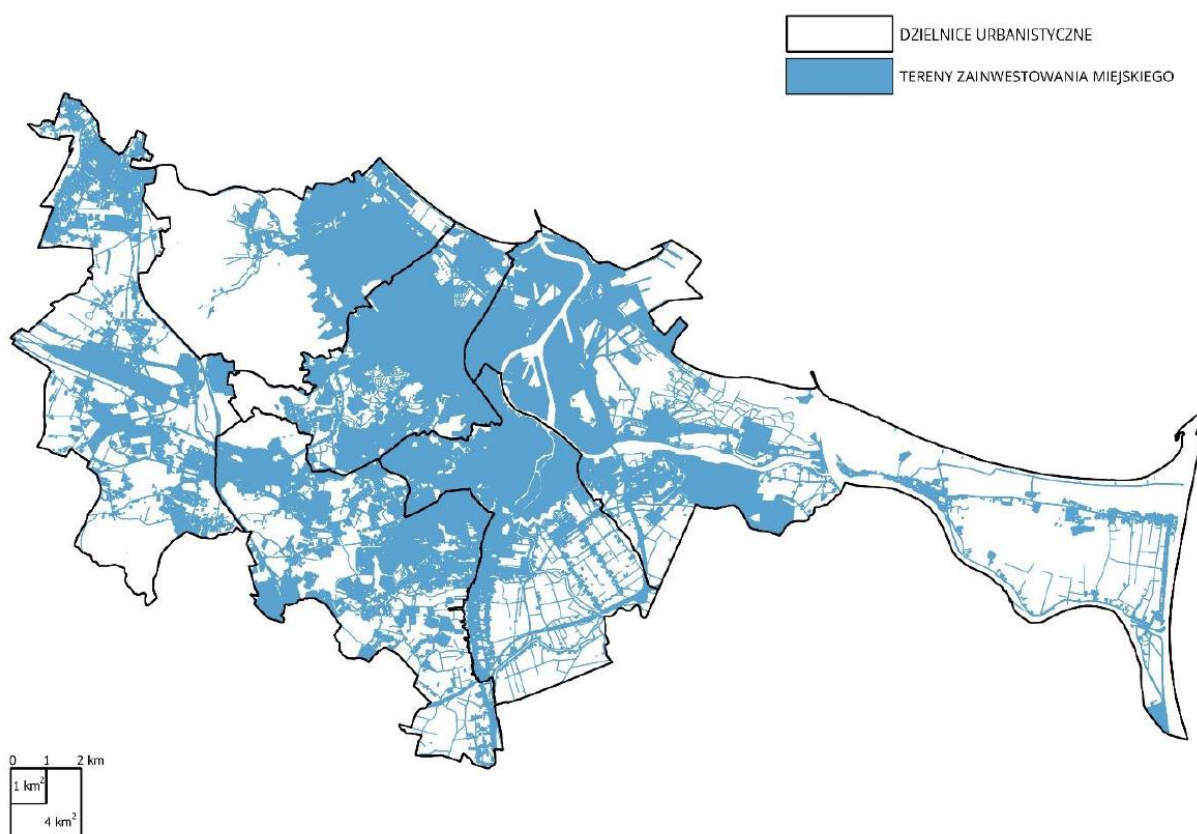 DZIELNICE URBANISTYCZNE
TERENY ZAINWESTOWANIA MIEJSKIEGO
0 1 2 km
1 km²
4 km²